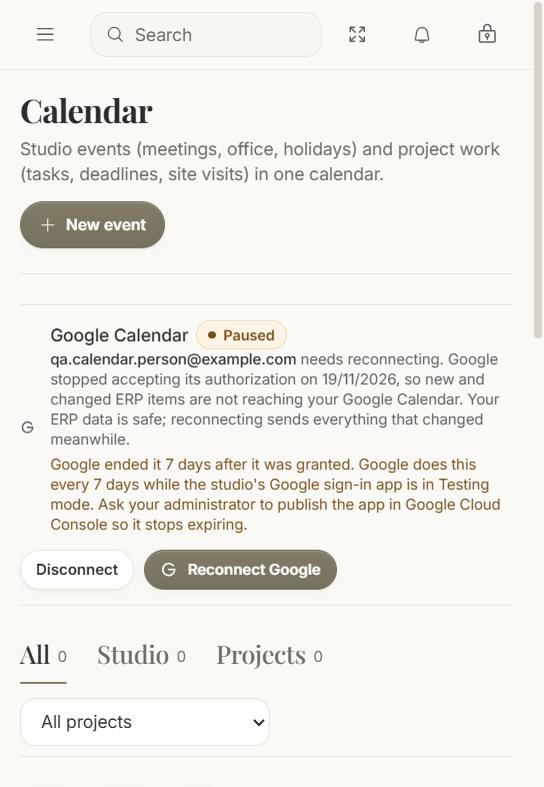 Search
Calendar
Studio events (meetings, office, holidays) and project work
(tasks, deadlines, site visits) in one calendar.
New event
Google Calendar Paused
qa.calendar.person@example.com needs reconnecting. Google
stopped accepting its authorization on 19/11/2026, so new and
changed ERP items are not reaching your Google Calendar. Your
ERP data is safe; reconnecting sends everything that changed
meanwhile.
Google ended it 7 days after it was granted. Google does this
every 7 days while the studio's Google sign-in app is in Testing
mode. Ask your administrator to publish the app in Google Cloud
Console so it stops expiring.
Disconnect Reconnect Google
All 0 Studio 0 Projects 0
All projects